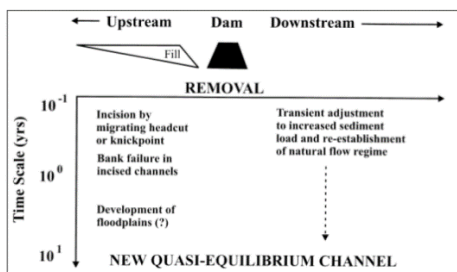 Upstream Dam Downstream
Fill
REMOVAL
Time Scale (yrs)
10-1
100
101
Incision by
migrating headcut
or knickpoint
Bank failure in
incised channels
Development of
floodplains (?)
Transient adjustment
to increased sediment
load and re-establishment
of natural flow regime
NEW QUASI-EQUILIBRIUM CHANNEL